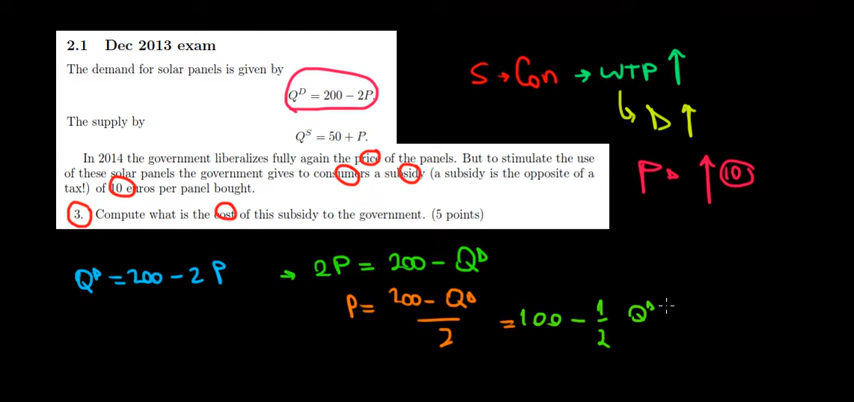 2.1 Dec 2013 exam
The demand for solar panels is given by
Q^D = 200 − 2P.
The supply by
Q^S = 50 + P.
In 2014 the government liberalizes fully again the price of the panels. But to stimulate the use
of these solar panels the government gives to consumers a subsidy (a subsidy is the opposite of a
tax!) of 10 euros per panel bought.
3. Compute what is the cost of this subsidy to the government. (5 points)
S → Con → WTP ↑
↳ D ↑
P_D ↑ 10
Q^D = 200 − 2P → 2P = 200 − Q^D
P = (200 − Q^D)/2 = 100 − 1/2 Q^D